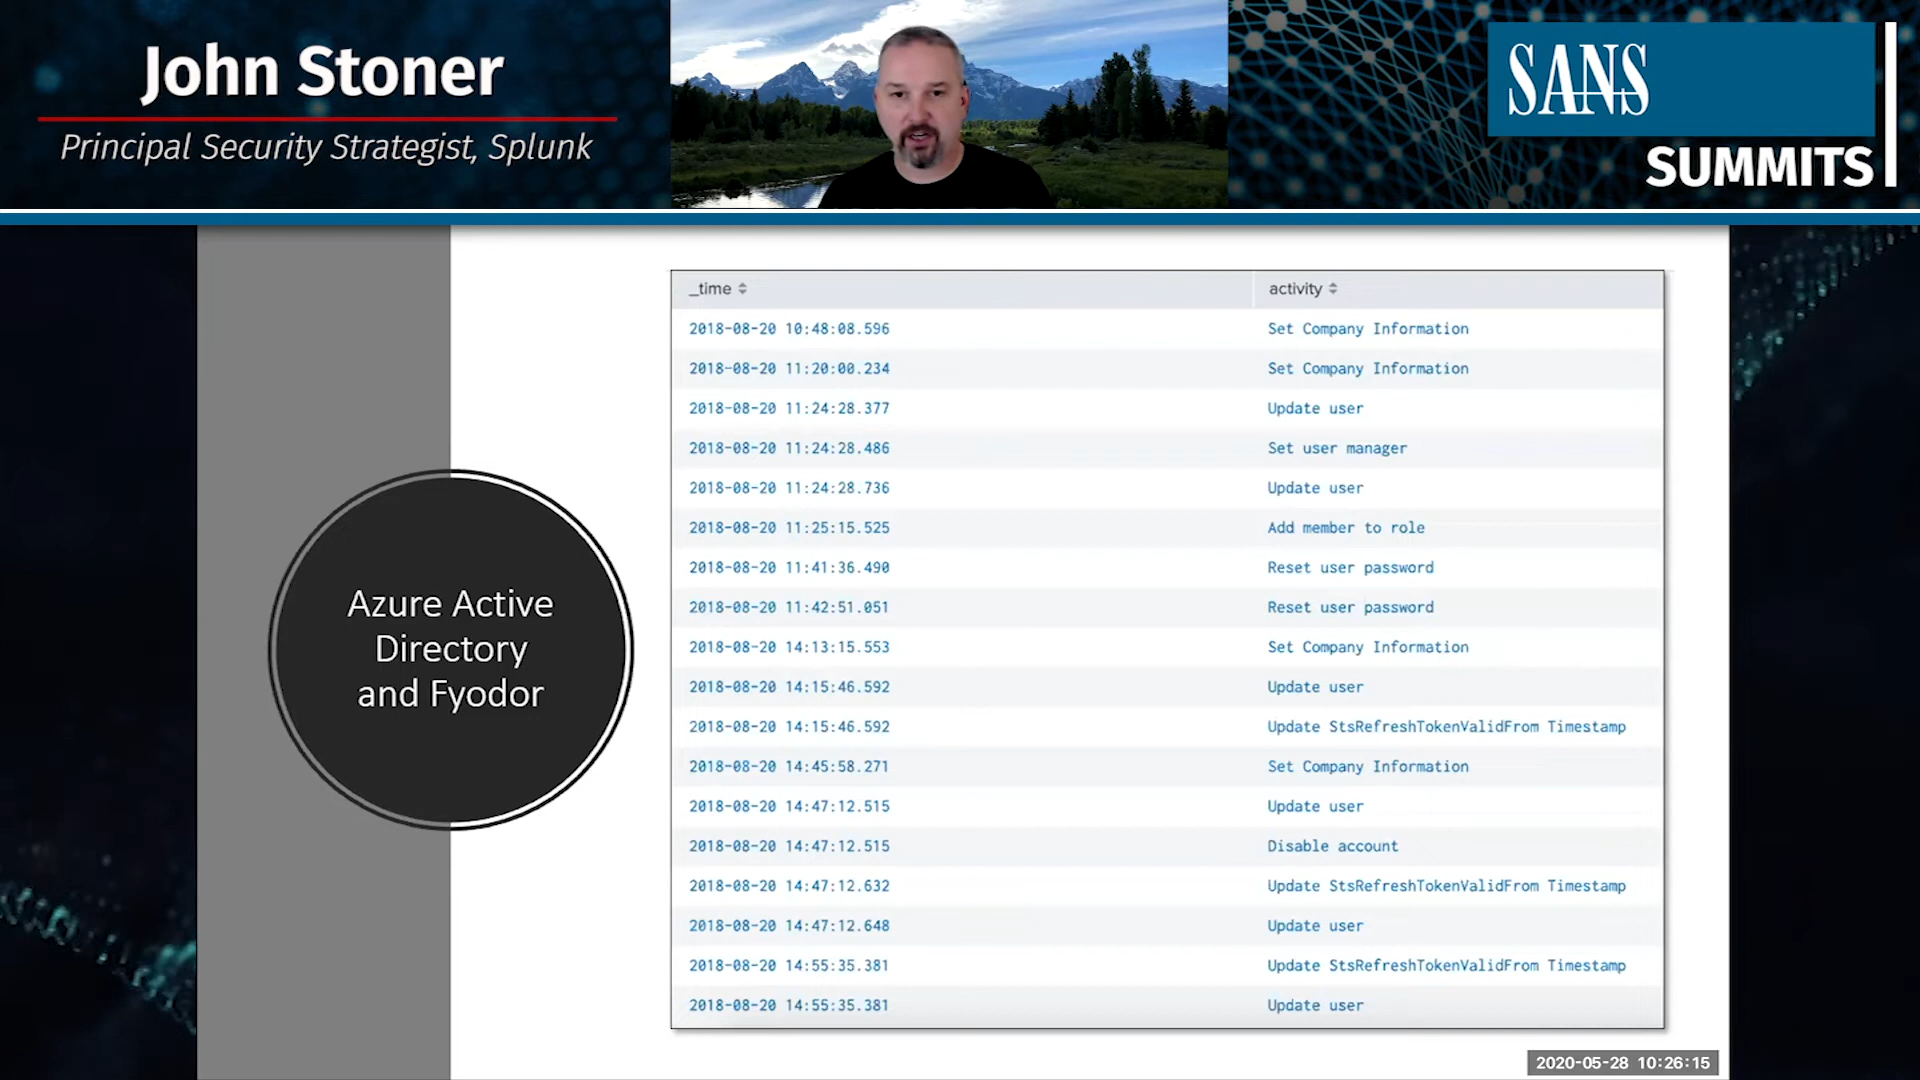 John Stoner
Principal Security Strategist, Splunk
SANS
SUMMITS
Azure Active
Directory
and Fyodor
_time activity
2018-08-20 10:48:08.596 Set Company Information
2018-08-20 11:20:00.234 Set Company Information
2018-08-20 11:24:28.377 Update user
2018-08-20 11:24:28.486 Set user manager
2018-08-20 11:24:28.736 Update user
2018-08-20 11:25:15.525 Add member to role
2018-08-20 11:41:36.490 Reset user password
2018-08-20 11:42:51.051 Reset user password
2018-08-20 14:13:15.553 Set Company Information
2018-08-20 14:15:46.592 Update user
2018-08-20 14:15:46.592 Update StsRefreshTokenValidFrom Timestamp
2018-08-20 14:45:58.271 Set Company Information
2018-08-20 14:47:12.515 Update user
2018-08-20 14:47:12.515 Disable account
2018-08-20 14:47:12.632 Update StsRefreshTokenValidFrom Timestamp
2018-08-20 14:47:12.648 Update user
2018-08-20 14:55:35.381 Update StsRefreshTokenValidFrom Timestamp
2018-08-20 14:55:35.381 Update user
2020-05-28 10:26:15